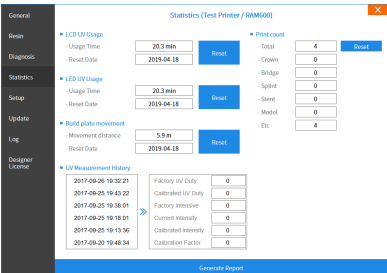 Statistics (Test Printer / RAM600)
X
General
Resin
Diagnosis
Statistics
Setup
Update
Log
Designer
License
LCD UV Usage
- Usage Time 20.3 min
- Reset Date 2019-04-18
Reset
LED UV Usage
- Usage Time 20.3 min
- Reset Date 2019-04-18
Reset
Build plate movement
- Movement distance 5.9 m
- Reset Date 2019-04-18
Reset
UV Measurement History
2017-09-26 19:32:21
2017-09-25 19:43:22
2017-09-25 19:38:01
2017-09-25 19:18:01
2017-09-25 19:13:36
2017-09-20 19:48:34
»
Factory UV Duty 0
Calibrated UV Duty 0
Factory Intensive 0
Current Intensity 0
Calibrated Intensity 0
Calibration Factor 0
Print count
- Total 4 Reset
- Crown 0
- Bridge 0
- Splint 0
- Stent 0
- Model 0
- Etc 4
Generate Report